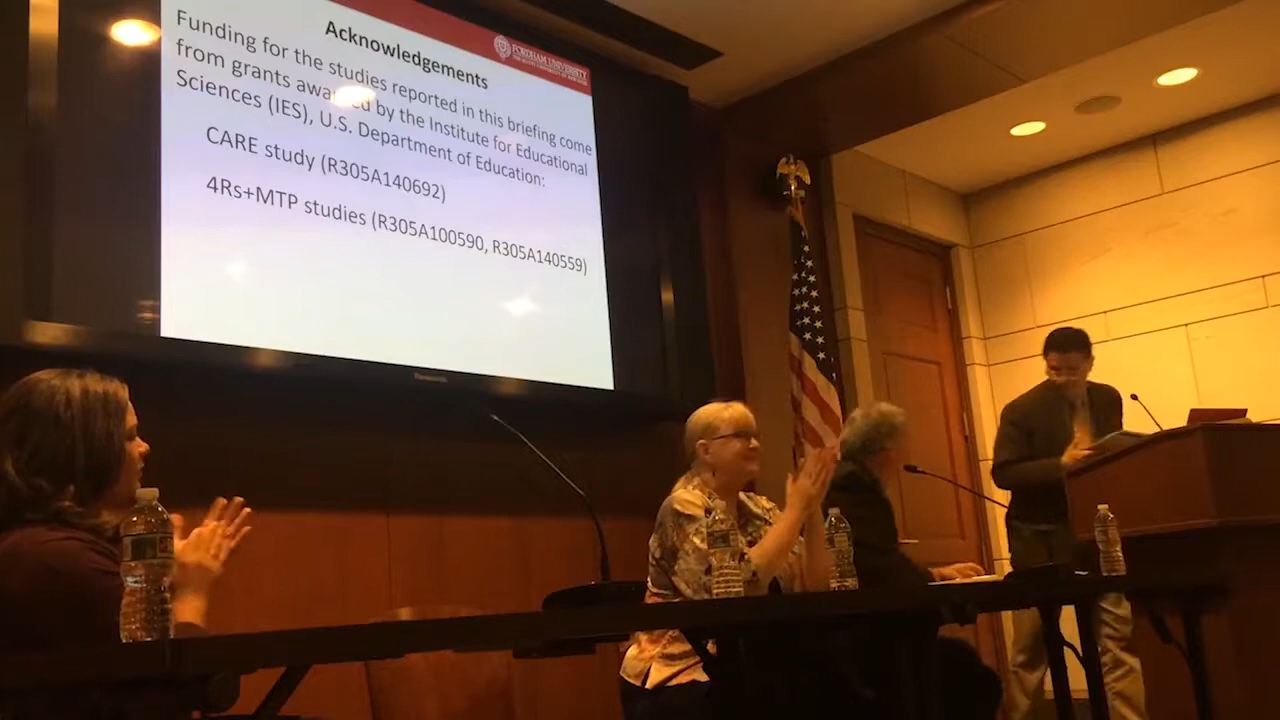 Acknowledgements
FORDHAM UNIVERSITY
Funding for the studies reported in this briefing come
from grants awarded by the Institute for Educational
Sciences (IES), U.S. Department of Education:
CARE study (R305A140692)
4Rs+MTP studies (R305A100590, R305A140559)